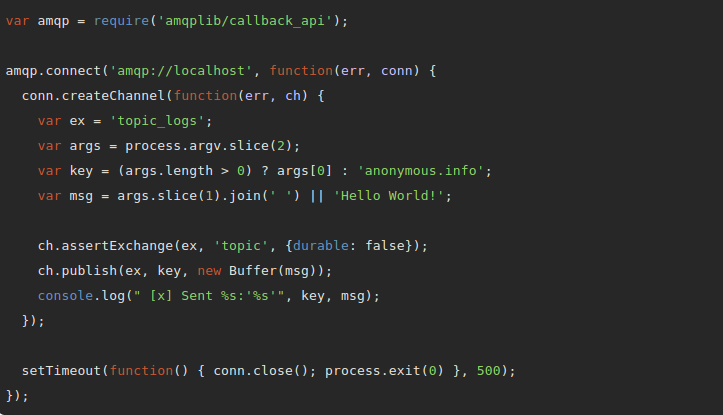 var amqp = require('amqplib/callback_api');

amqp.connect('amqp://localhost', function(err, conn) {
  conn.createChannel(function(err, ch) {
    var ex = 'topic_logs';
    var args = process.argv.slice(2);
    var key = (args.length > 0) ? args[0] : 'anonymous.info';
    var msg = args.slice(1).join(' ') || 'Hello World!';

    ch.assertExchange(ex, 'topic', {durable: false});
    ch.publish(ex, key, new Buffer(msg));
    console.log(" [x] Sent %s:'%s'", key, msg);
  });

  setTimeout(function() { conn.close(); process.exit(0) }, 500);
});